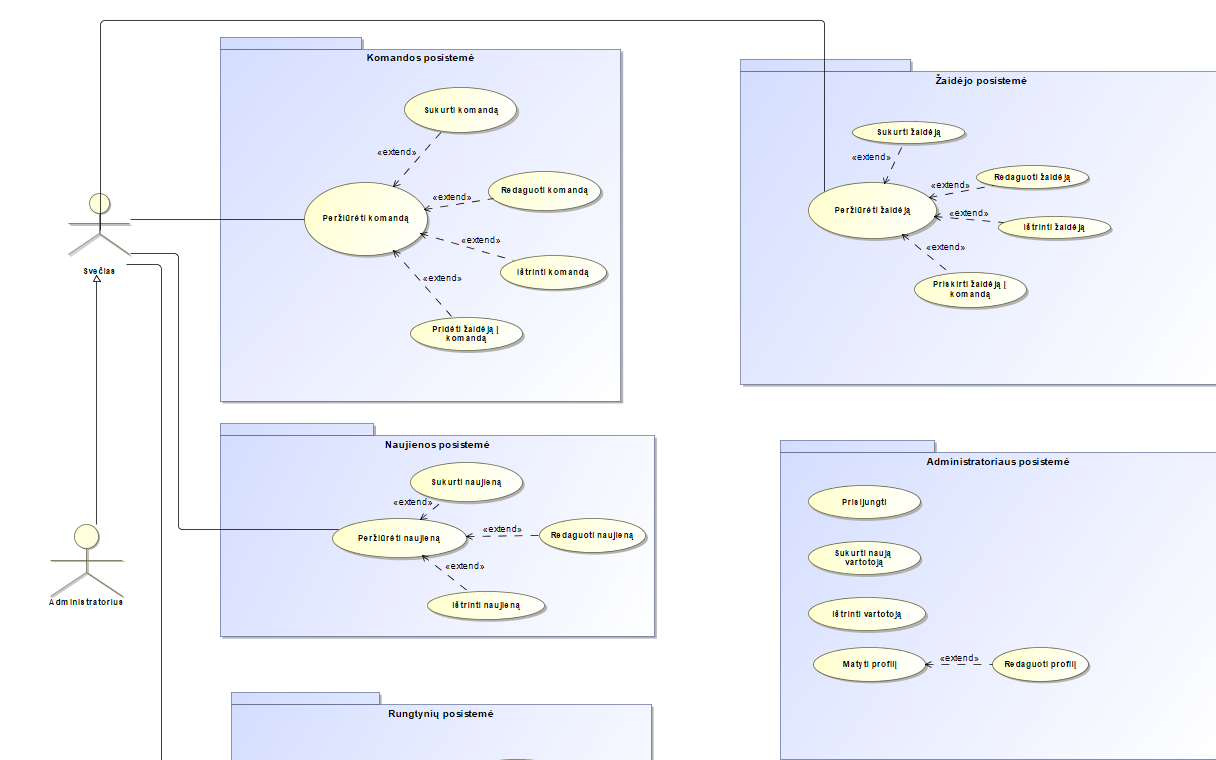 Komandos posistemė
Sukurti komandą
«extend»
Redaguoti komandą
«extend»
Peržiūrėti komandą
«extend»
Ištrinti komandą
«extend»
Pridėti žaidėją į
komandą
Žaidėjo posistemė
Sukurti žaidėją
«extend»
Redaguoti žaidėją
«extend»
Peržiūrėti žaidėją
«extend»
Ištrinti žaidėją
«extend»
Priskirti žaidėją į
komandą
Svečias
Naujienos posistemė
Sukurti naujieną
«extend»
Peržiūrėti naujieną
«extend»
Redaguoti naujieną
«extend»
Ištrinti naujieną
Administratorius
Administratoriaus posistemė
Prisijungti
Sukurti naują
vartotoją
Ištrinti vartotoją
Matyti profilį
«extend»
Redaguoti profilį
Rungtynių posistemė